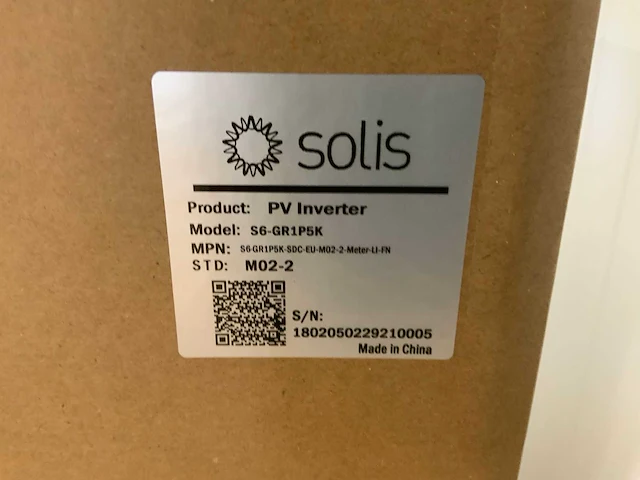 solis
Product: PV Inverter
Model: S6-GR1P5K
MPN: S6-GR1P5K-SDC-EU-M02-2-Meter-LI-FN
STD: M02-2
S/N:
1802050229210005
Made in China